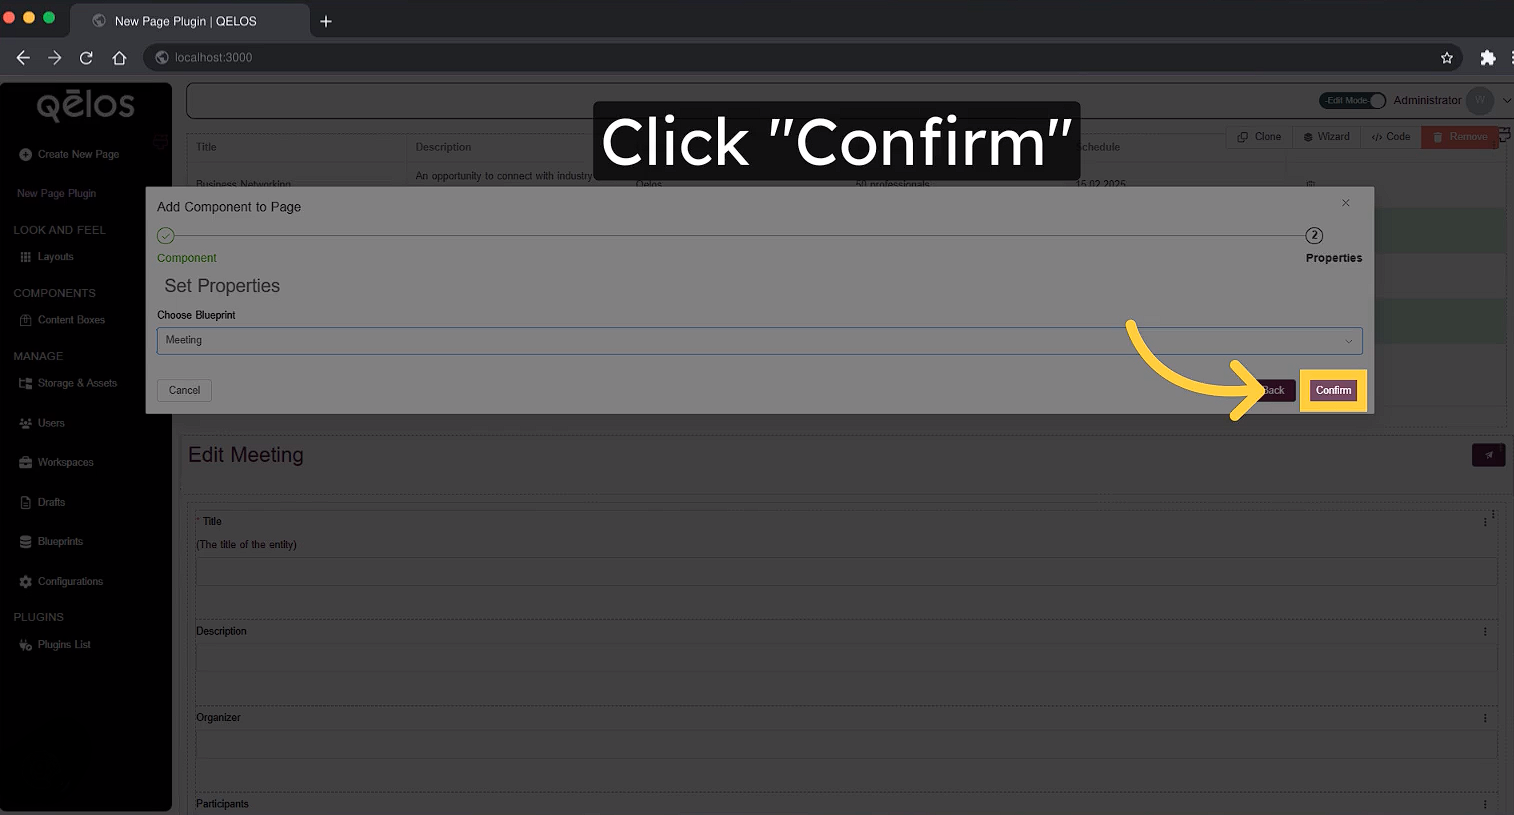 New Page Plugin | QELOS
localhost:3000
qēlos
-Edit Mode-
Administrator
W
Click "Confirm"
Clone
Wizard
</> Code
Remove
Title
Description
Schedule
Create New Page
Business Networking
An opportunity to connect with industry
Qelos
50 professionals
15.02.2025
New Page Plugin
Add Component to Page
2
Component
Properties
Set Properties
Choose Blueprint
Meeting
Cancel
Back
Confirm
LOOK AND FEEL
Layouts
COMPONENTS
Content Boxes
MANAGE
Storage & Assets
Users
Workspaces
Drafts
Blueprints
Configurations
PLUGINS
Plugins List
Edit Meeting
* Title
(The title of the entity)
Description
Organizer
Participants